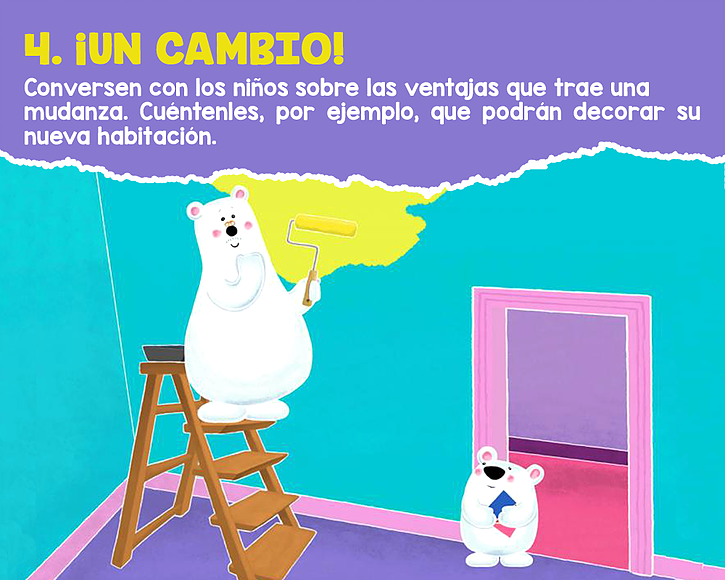 4. ¡UN CAMBIO!
Conversen con los niños sobre las ventajas que trae una
mudanza. Cuéntenles, por ejemplo, que podrán decorar su
nueva habitación.